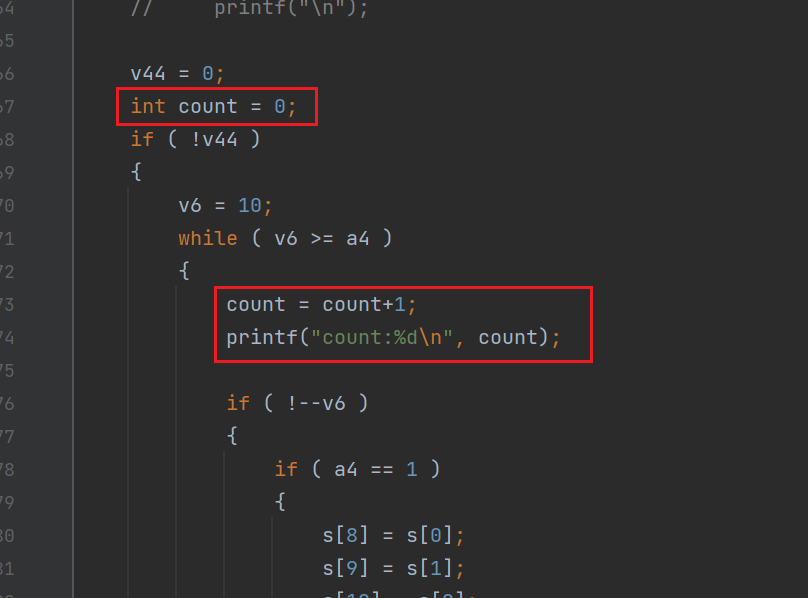 64 //     printf("\n");
65
66 v44 = 0;
67 int count = 0;
68 if ( !v44 )
69 {
70 v6 = 10;
71 while ( v6 >= a4 )
72 {
73 count = count+1;
74 printf("count:%d\n", count);
75
76 if ( !--v6 )
77 {
78 if ( a4 == 1 )
79 {
80 s[8] = s[0];
81 s[9] = s[1];